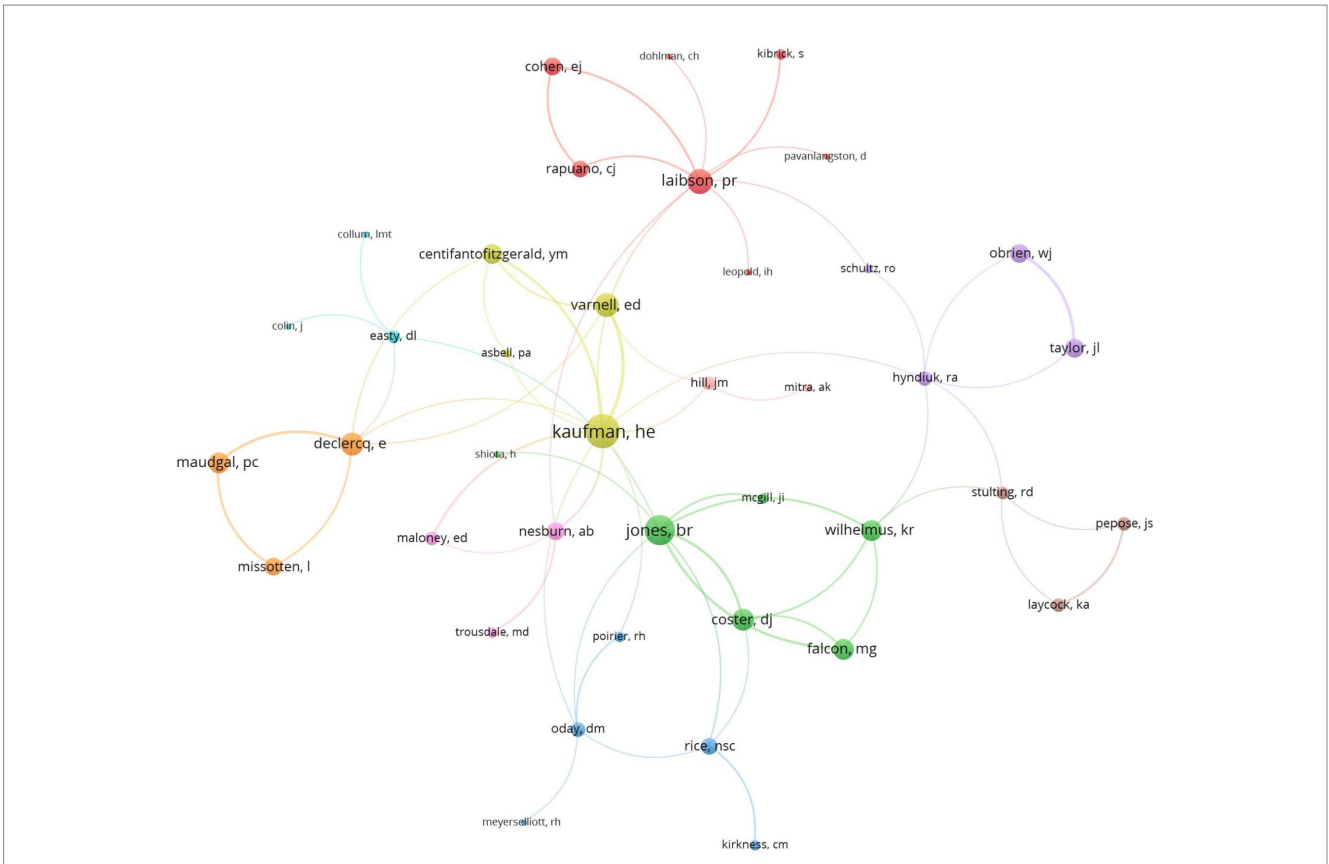 dohlman, ch
kibrick, s
cohen, ej
pavanlangston, d
rapuano, cj
laibson, pr
collum, lmt
centifantofitzgerald, ym
obrien, wj
schultz, ro
leopold, ih
varnell, ed
colin, j
easty, dl
taylor, jl
asbell, pa
hyndiuk, ra
hill, jm
mitra, ak
kaufman, he
declercq, e
shiota, h
maudgal, pc
stulting, rd
mcgill, ji
pepose, js
jones, br
wilhelmus, kr
nesburn, ab
maloney, ed
missotten, l
laycock, ka
coster, dj
trousdale, md
poirier, rh
falcon, mg
oday, dm
rice, nsc
meyerselliott, rh
kirkness, cm